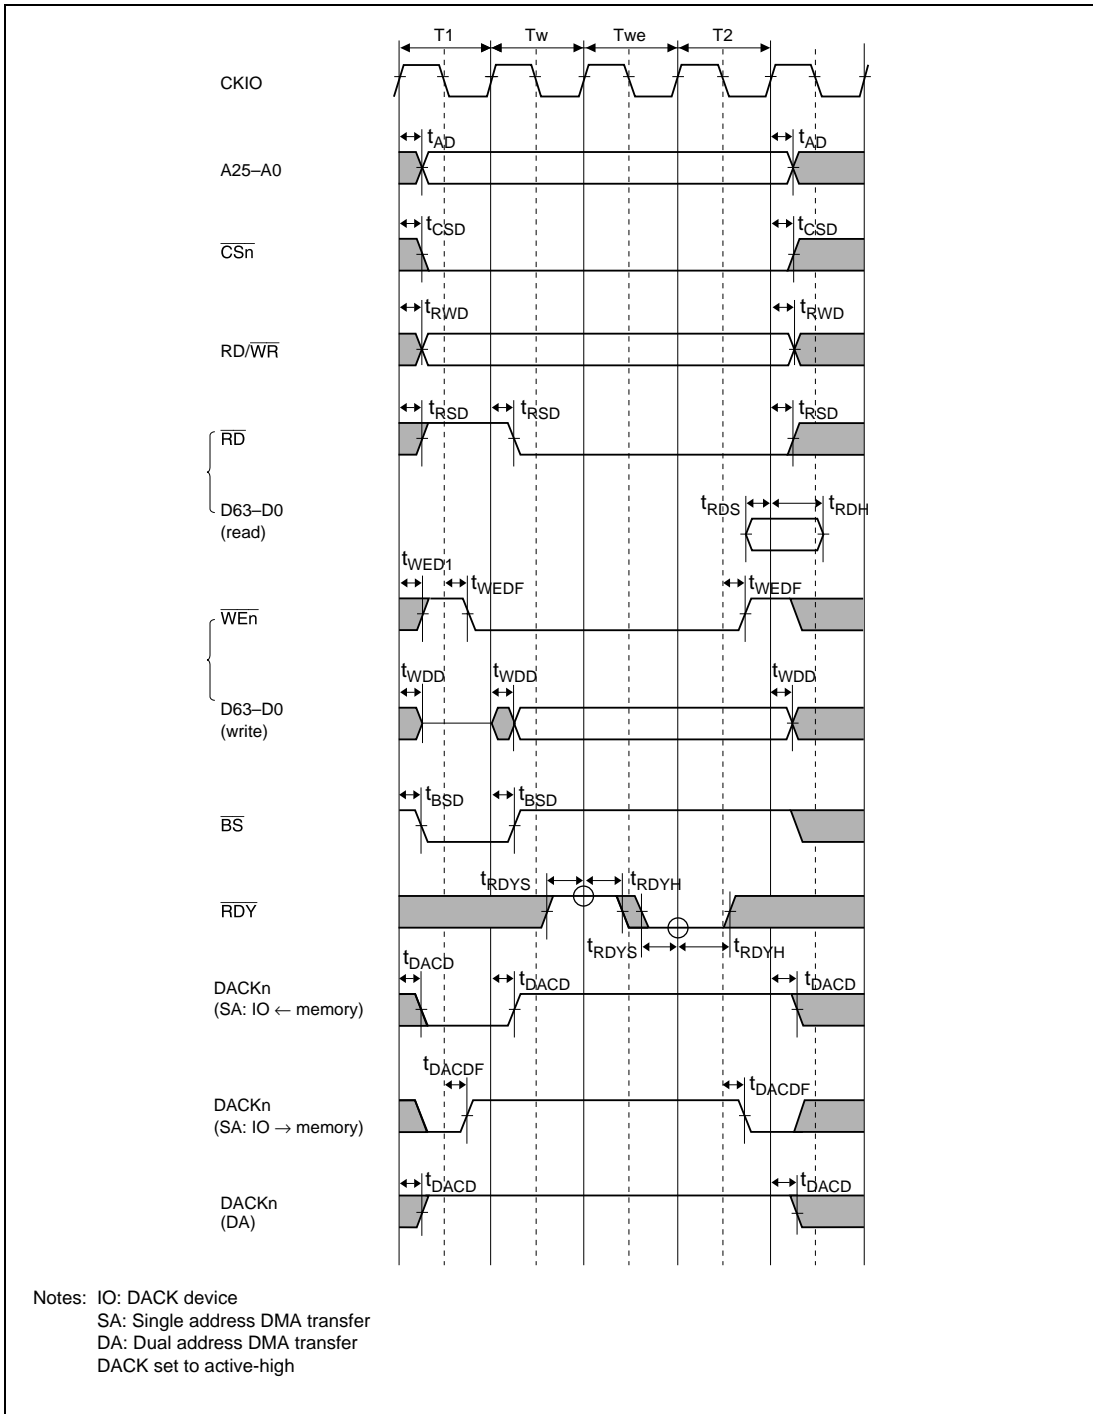 T1 Tw Twe T2
CKIO
tAD tAD
A25–A0
tCSD tCSD
CSn
tRWD tRWD
RD/WR
tRSD tRSD tRSD
RD
tRDS tRDH
D63–D0
(read)
tWED1
tWEDF tWEDF
WEn
tWDD tWDD tWDD
D63–D0
(write)
tBSD tBSD
BS
tRDYS tRDYH
RDY
tRDYS tRDYH
tDACD tDACD tDACD
DACKn
(SA: IO ← memory)
tDACDF tDACDF
DACKn
(SA: IO → memory)
tDACD tDACD
DACKn
(DA)
Notes: IO: DACK device
SA: Single address DMA transfer
DA: Dual address DMA transfer
DACK set to active-high